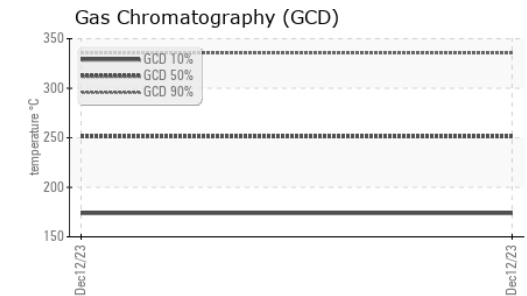 Gas Chromatography (GCD)
350
300
250
200
150
temperature °C
GCD 10%
GCD 50%
GCD 90%
Dec12/23
Dec12/23